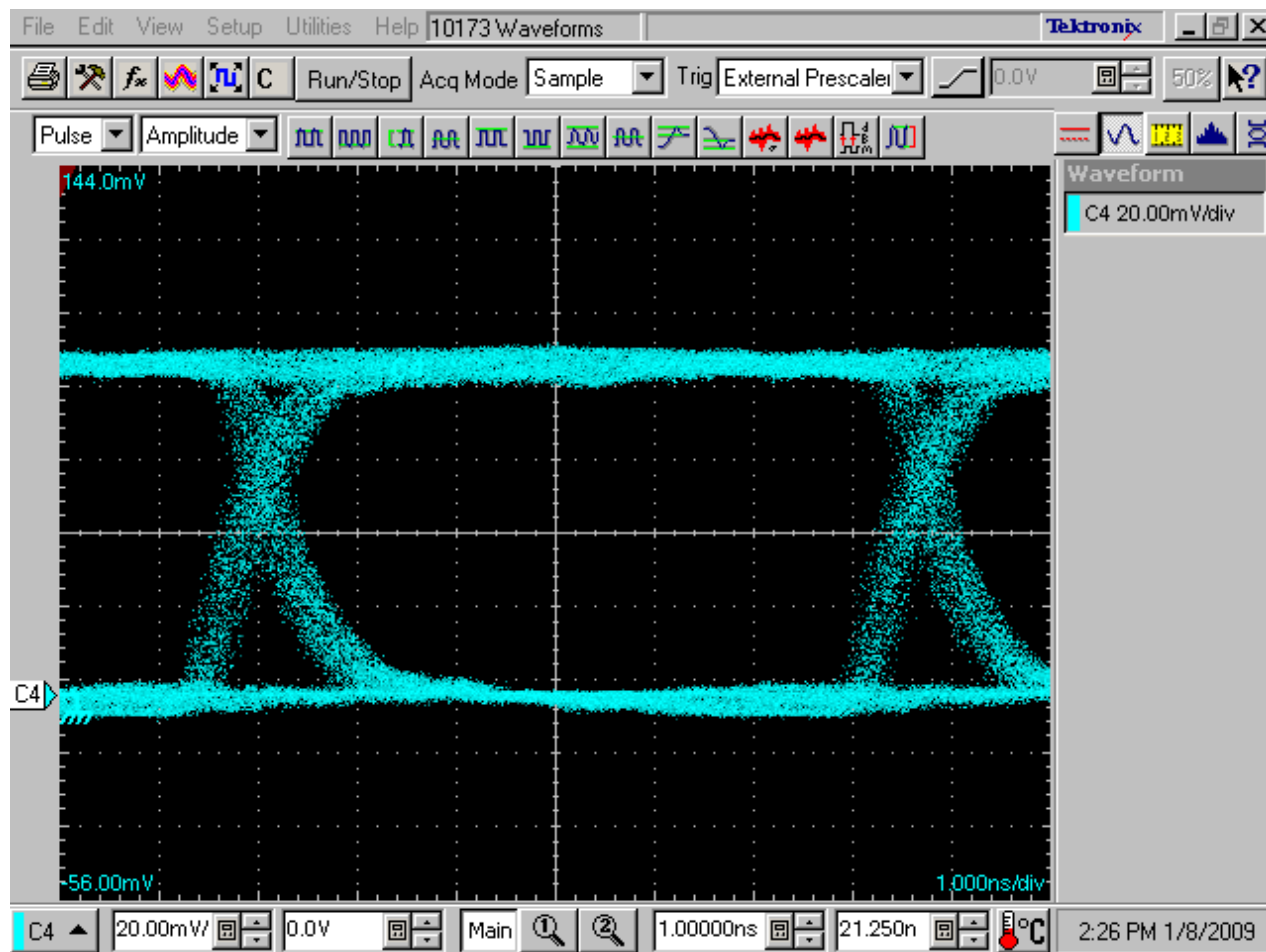 File Edit View Setup Utilities Help 10173 Waveforms Tektronix
C Run/Stop Acq Mode Sample Trig External Prescaler 0.0V 50% ?
Pulse Amplitude
144.0mV
Waveform
C4 20.00mV/div
C4
-56.00mV
1.000ns/div
C4 20.00mV/ 0.0V Main 1 2 1.00000ns 21.250n °C 2:26 PM 1/8/2009